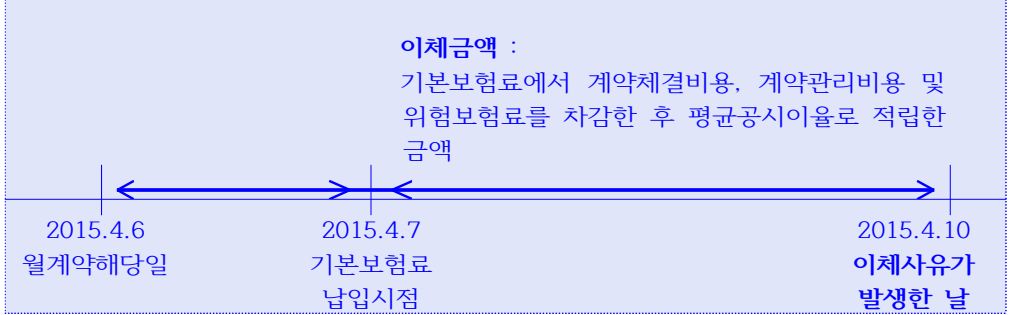 이체금액 :
기본보험료에서 계약체결비용, 계약관리비용 및
위험보험료를 차감한 후 평균공시이율로 적립한
금액
2015.4.6
월계약해당일
2015.4.7
기본보험료
납입시점
2015.4.10
이체사유가
발생한 날